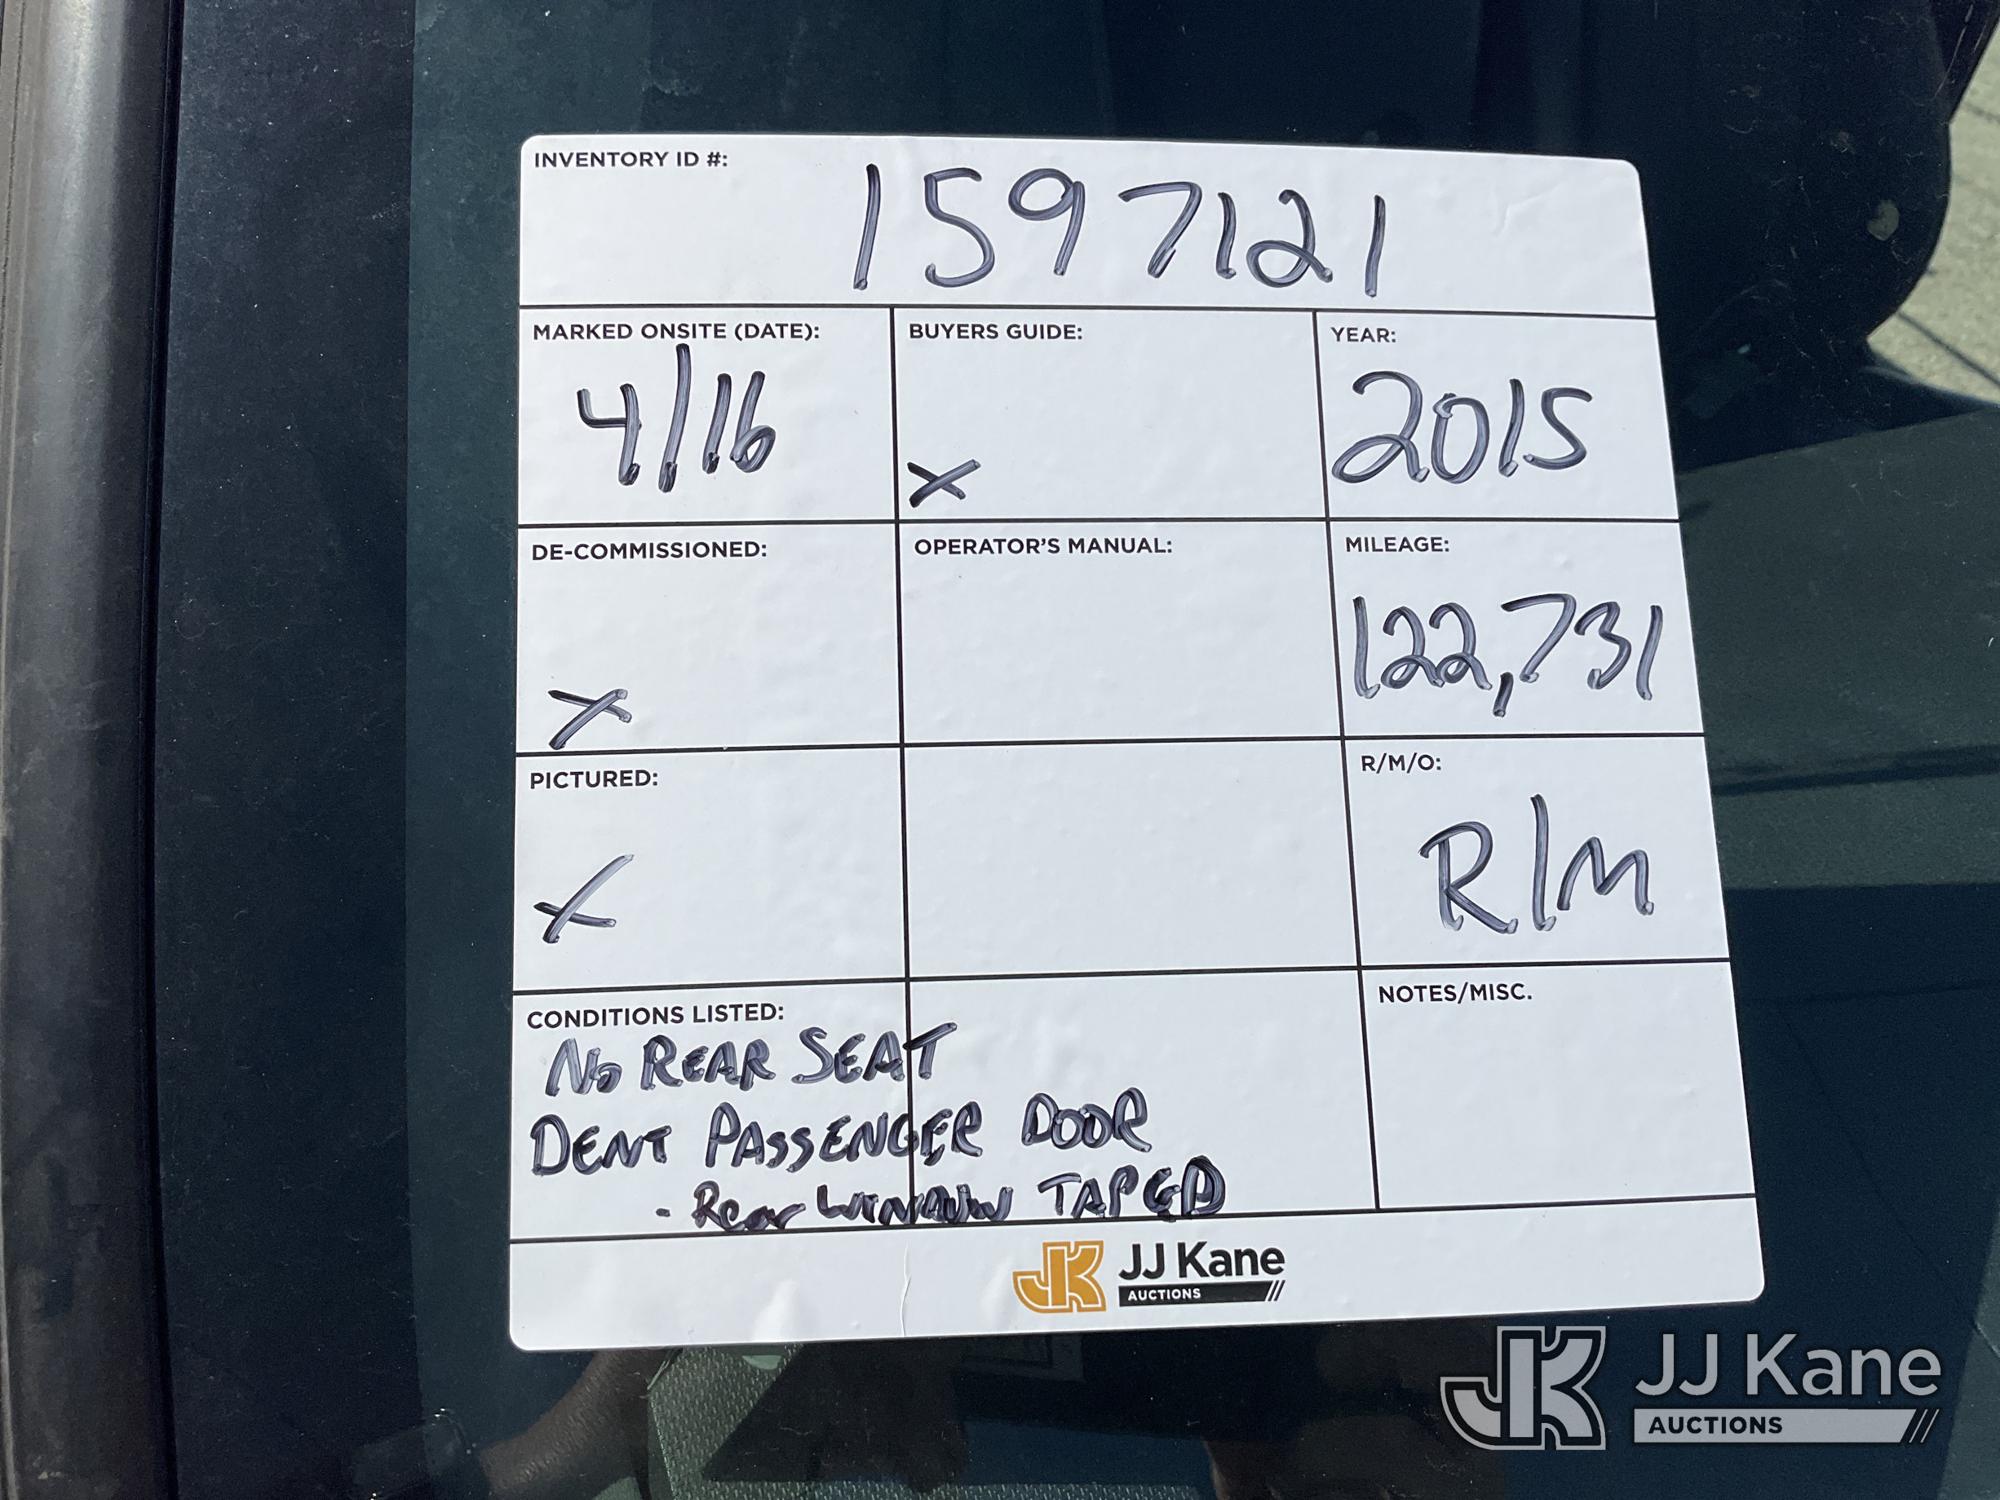 INVENTORY ID #:
1597121
MARKED ONSITE (DATE):
4/16
BUYERS GUIDE:
X
YEAR:
2015
DE-COMMISSIONED:
X
OPERATOR'S MANUAL:
MILEAGE:
122,731
PICTURED:
X
R/M/O:
R/M
CONDITIONS LISTED:
NO REAR SEAT
DENT PASSENGER DOOR
- Rear WINDOW TAPED
NOTES/MISC.
JK JJ Kane
AUCTIONS
JK JJ Kane
AUCTIONS